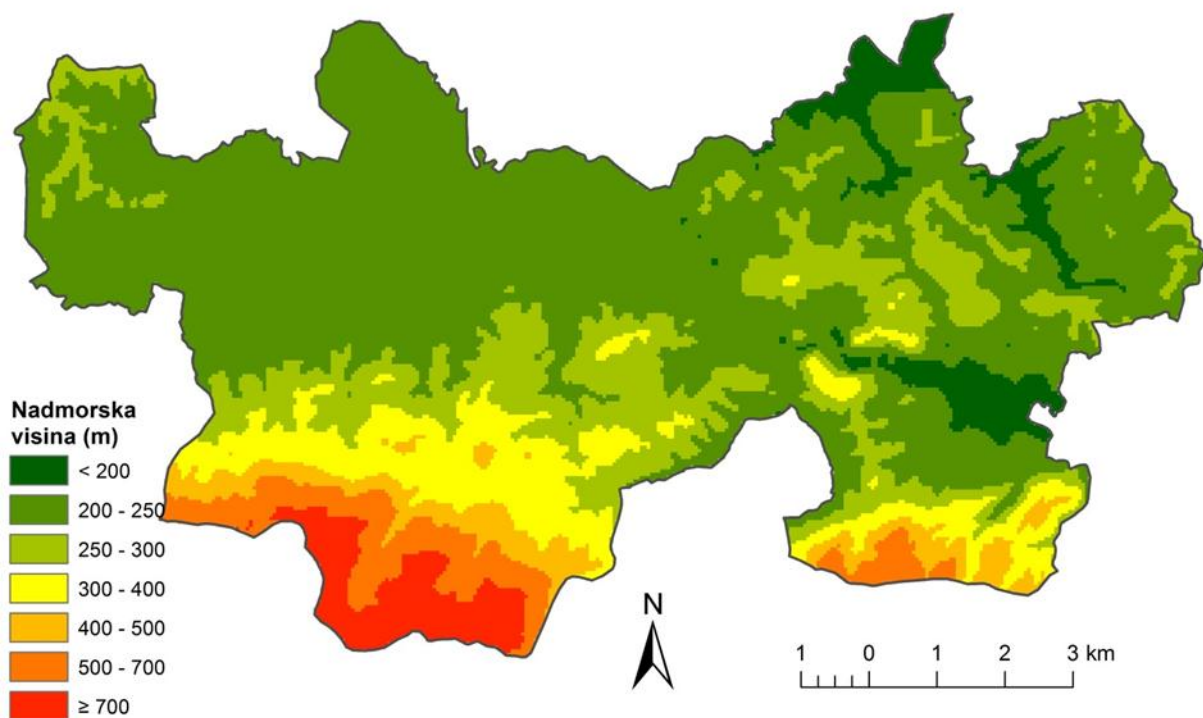 Nadmorska
visina (m)
< 200
200 - 250
250 - 300
300 - 400
400 - 500
500 - 700
≥ 700
N
1 0 1 2 3 km